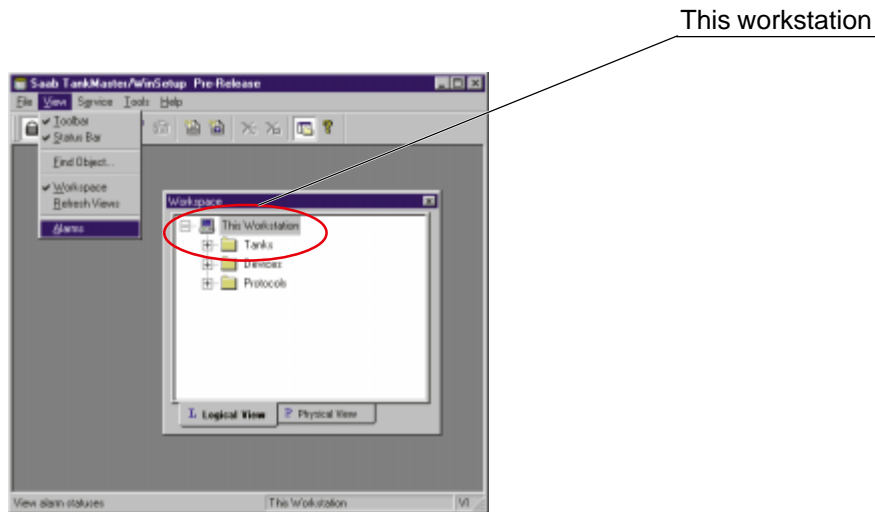 This workstation
Saab TankMaster/WinSetup Pre-Release
File View Service Tools Help
Toolbar
Status Bar
Find Object...
Workspace
Refresh Views
Alarms
Workspace
This Workstation
Tanks
Devices
Protocols
L Logical View P Physical View
View alarm statuses This Workstation VI